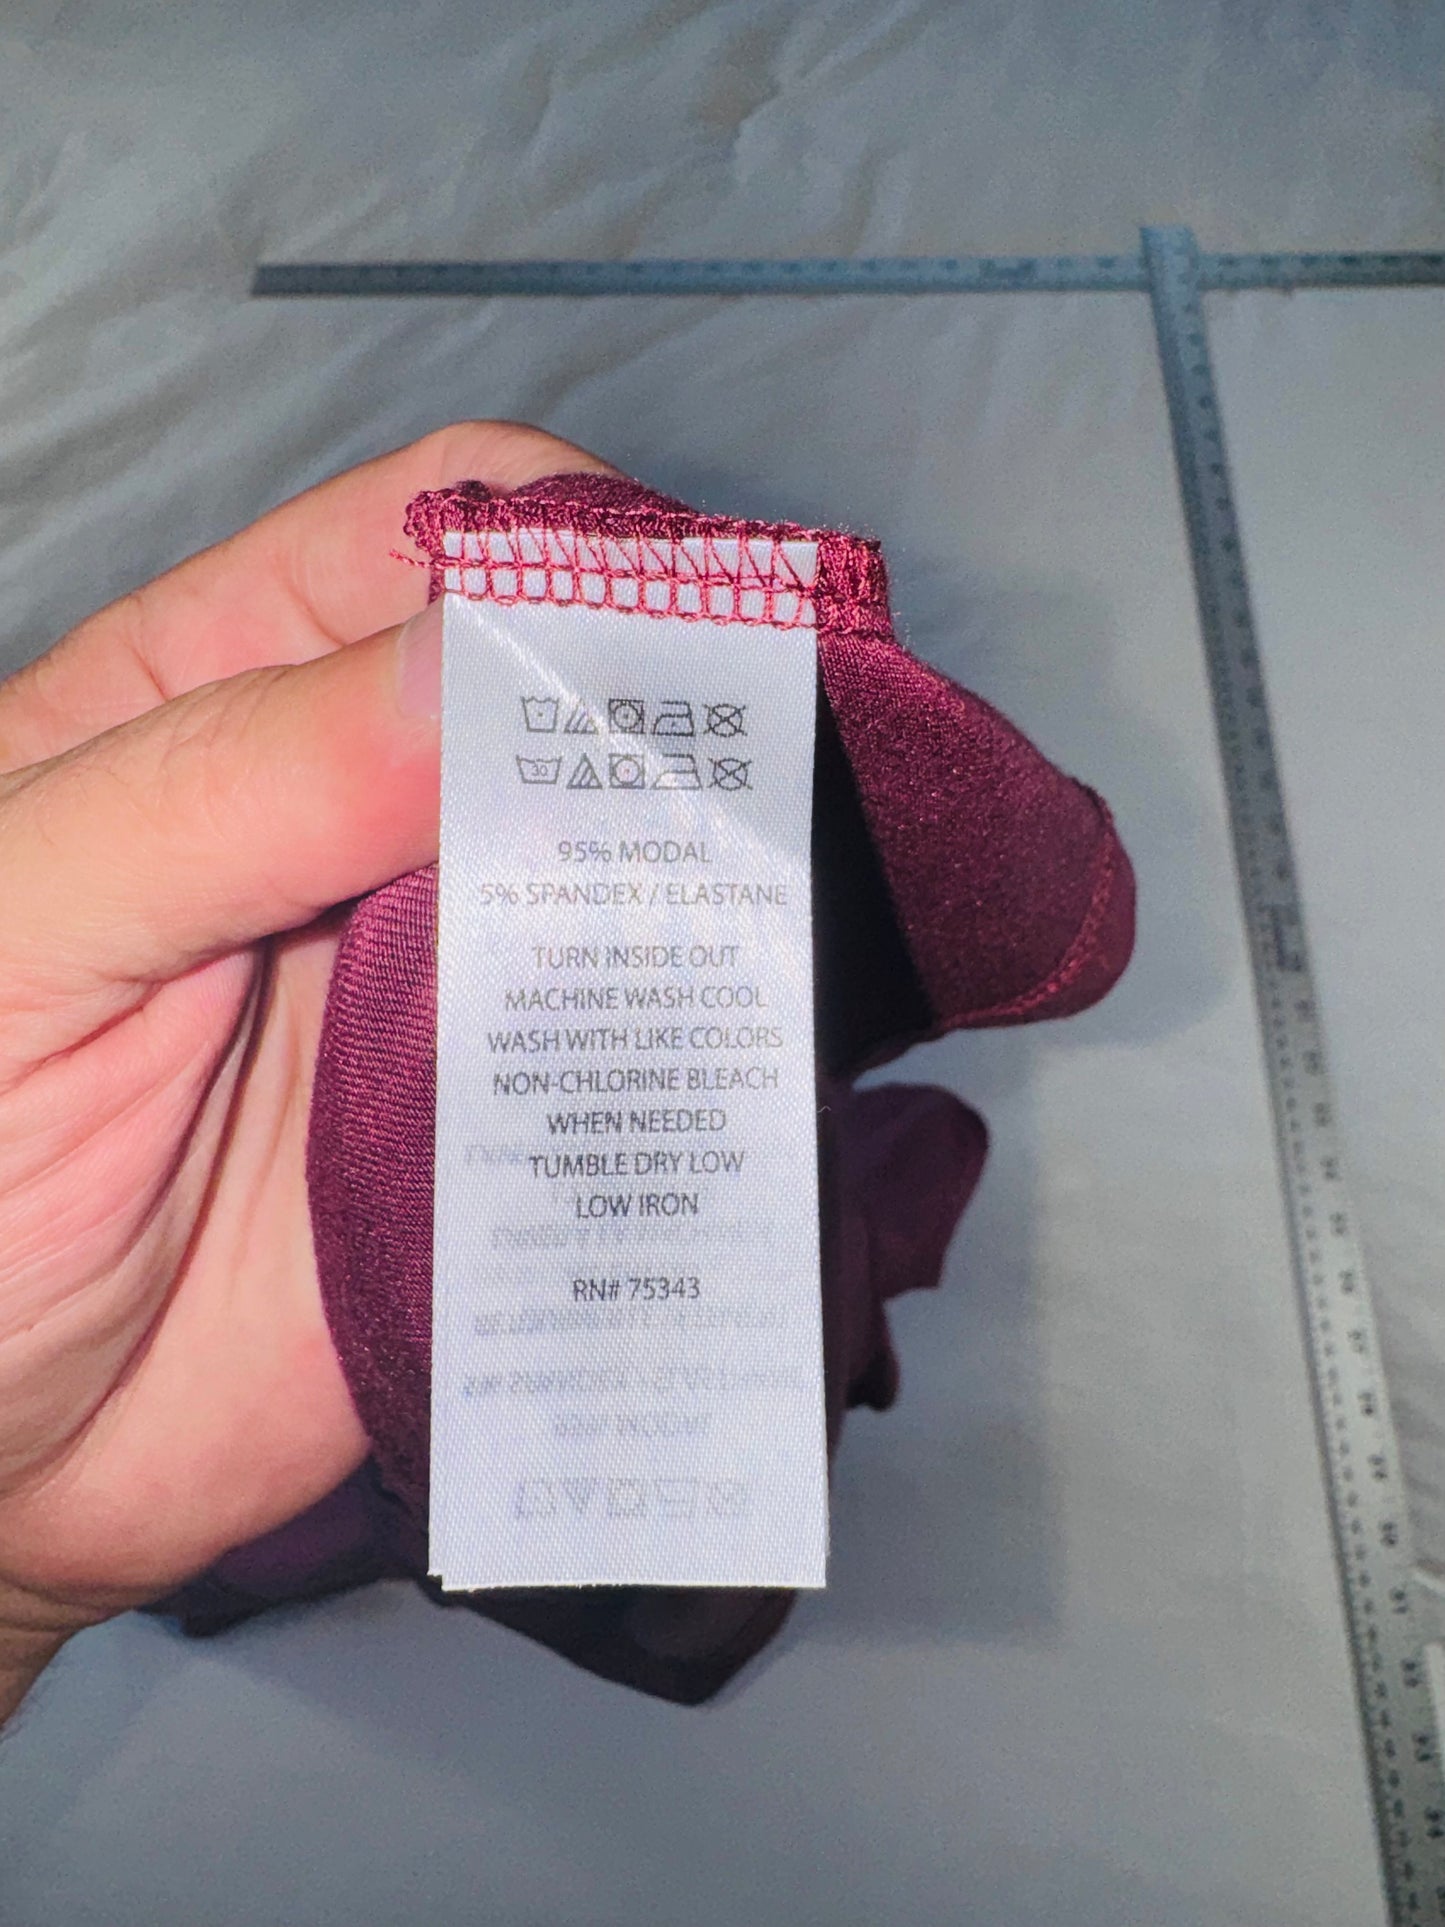 30
95% MODAL
5% SPANDEX / ELASTANE
TURN INSIDE OUT
MACHINE WASH COOL
WASH WITH LIKE COLORS
NON-CHLORINE BLEACH
WHEN NEEDED
TUMBLE DRY LOW
LOW IRON
RN# 75343